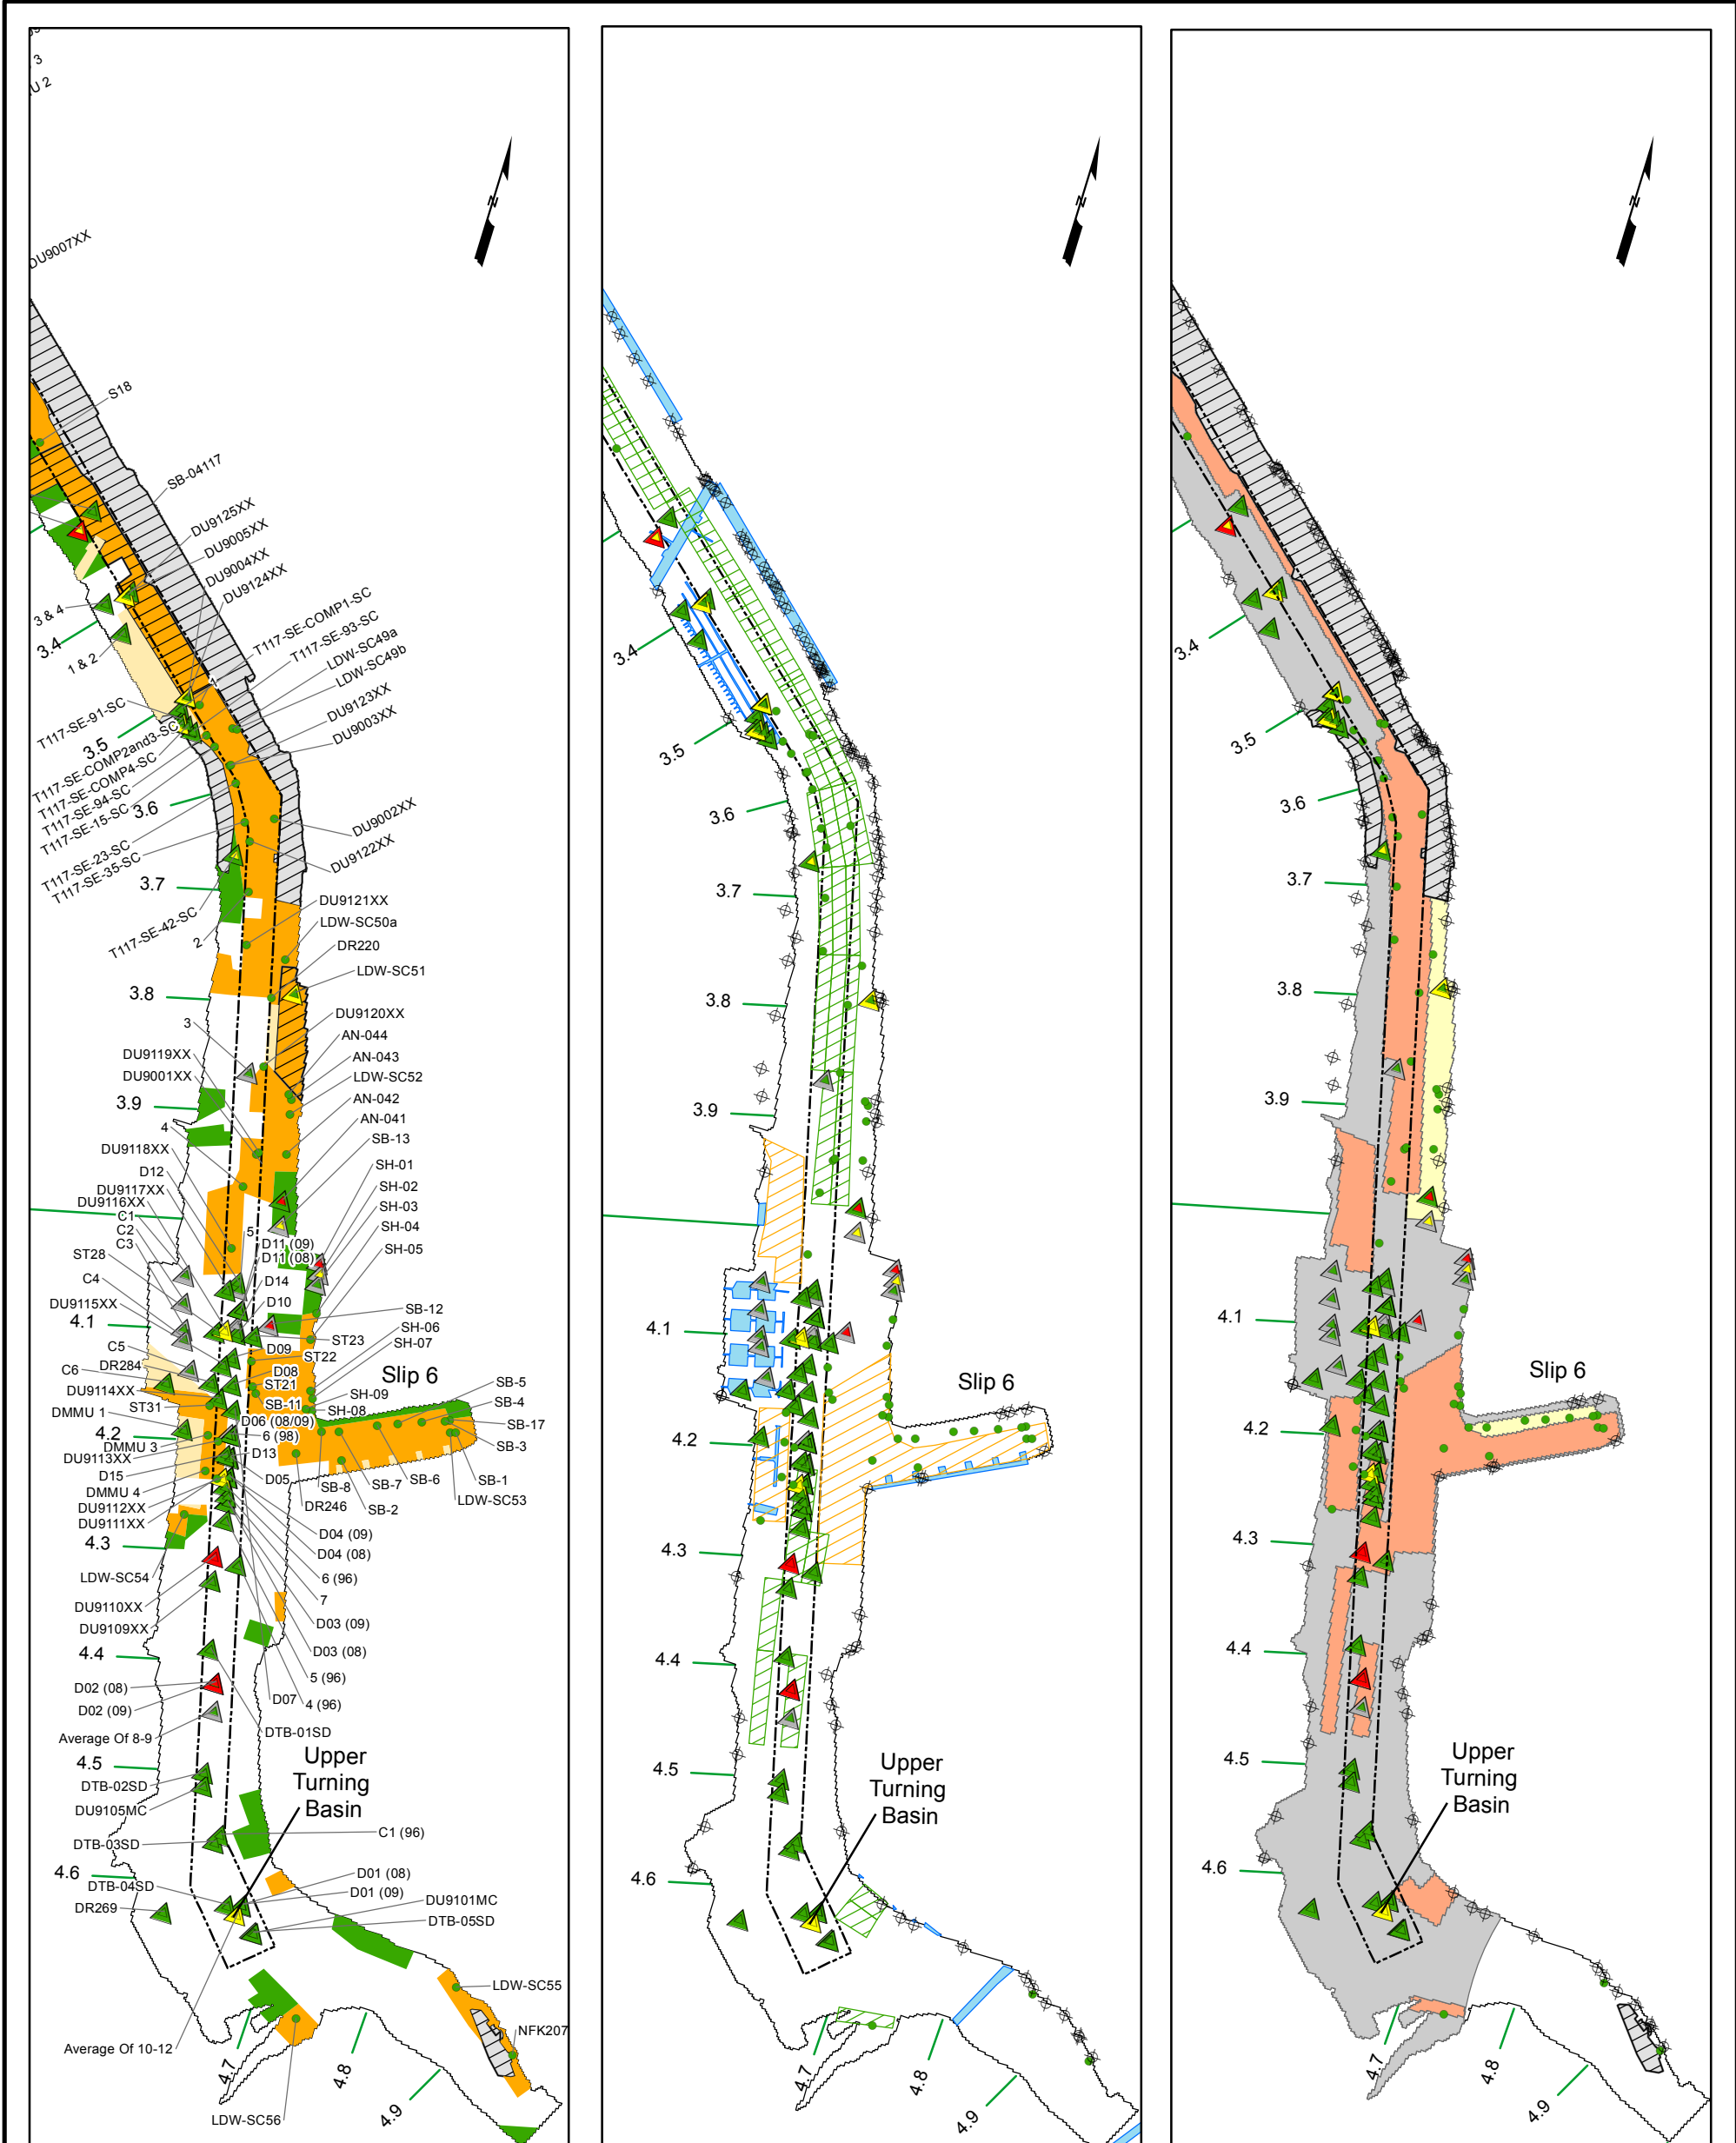 3
U 2
N
DU9007XX
S18
SB-04117
DU9125XX
DU9005XX
DU9004XX
DU9124XX
3 & 4
3.4
1 & 2
T117-SE-COMP1-SC
T117-SE-93-SC
LDW-SC49a
LDW-SC49b
T117-SE-91-SC
3.5
DU9123XX
DU9003XX
T117-SE-COMP2and3-SC
T117-SE-COMP4-SC
T117-SE-94-SC
T117-SE-15-SC
3.6
T117-SE-23-SC
T117-SE-35-SC
DU9002XX
DU9122XX
3.7
T117-SE-42-SC
2
DU9121XX
LDW-SC50a
DR220
LDW-SC51
3.8
3
DU9120XX
AN-044
DU9119XX
AN-043
DU9001XX
LDW-SC52
3.9
AN-042
4
AN-041
DU9118XX
SB-13
D12
SH-01
DU9117XX
SH-02
DU9116XX
SH-03
C1
C2
SH-04
C3
5
D11 (09)
SH-05
ST28
D11 (08)
C4
D14
DU9115XX
D10
SB-12
4.1
SH-06
ST23
SH-07
C5
D09
ST22
DR284
C6
D08
Slip 6
DU9114XX
ST21
SB-5
ST31
SB-11
SH-09
SB-4
DMMU 1
SH-08
D06 (08/09)
SB-17
4.2
6 (98)
SB-3
DMMU 3
D13
DU9113XX
D15
D05
SB-6
SB-1
DMMU 4
SB-8
SB-7
LDW-SC53
DU9112XX
DR246
SB-2
DU9111XX
D04 (09)
4.3
D04 (08)
LDW-SC54
6 (96)
7
DU9110XX
D03 (09)
DU9109XX
D03 (08)
4.4
5 (96)
D02 (08)
D07
4 (96)
D02 (09)
DTB-01SD
Average Of 8-9
Upper
Turning
Basin
4.5
DTB-02SD
DU9105MC
DTB-03SD
C1 (96)
4.6
D01 (08)
DTB-04SD
D01 (09)
DR269
DU9101MC
DTB-05SD
LDW-SC55
NFK207
Average Of 10-12
4.7
4.8
4.9
LDW-SC56
N
3.4
3.5
3.6
3.7
3.8
3.9
4.1
Slip 6
4.2
4.3
4.4
4.5
Upper
Turning
Basin
4.6
4.7
4.8
4.9
N
3.4
3.5
3.6
3.7
3.8
3.9
4.1
Slip 6
4.2
4.3
4.4
4.5
Upper
Turning
Basin
4.6
4.7
4.8
4.9